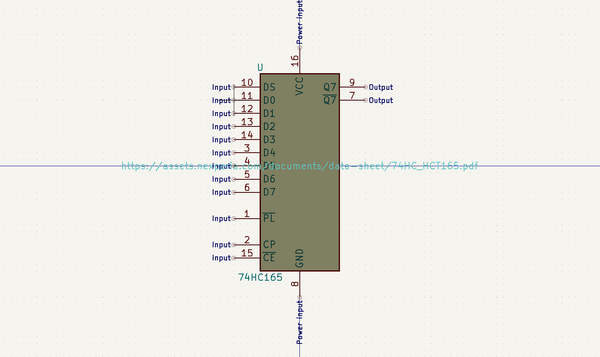 Power input
16
U
VCC
Input 10 DS Q7 9 Output
Input 11 D0 Q7 7 Output
Input 12 D1
Input 13 D2
Input 14 D3
Input 3 D4
Input 4 D5
https://assets.nexperia.com/documents/data-sheet/74HC_HCT165.pdf
Input 5 D6
Input 6 D7
Input 1 PL
Input 2 CP
Input 15 CE
GND
74HC165
8
Power input